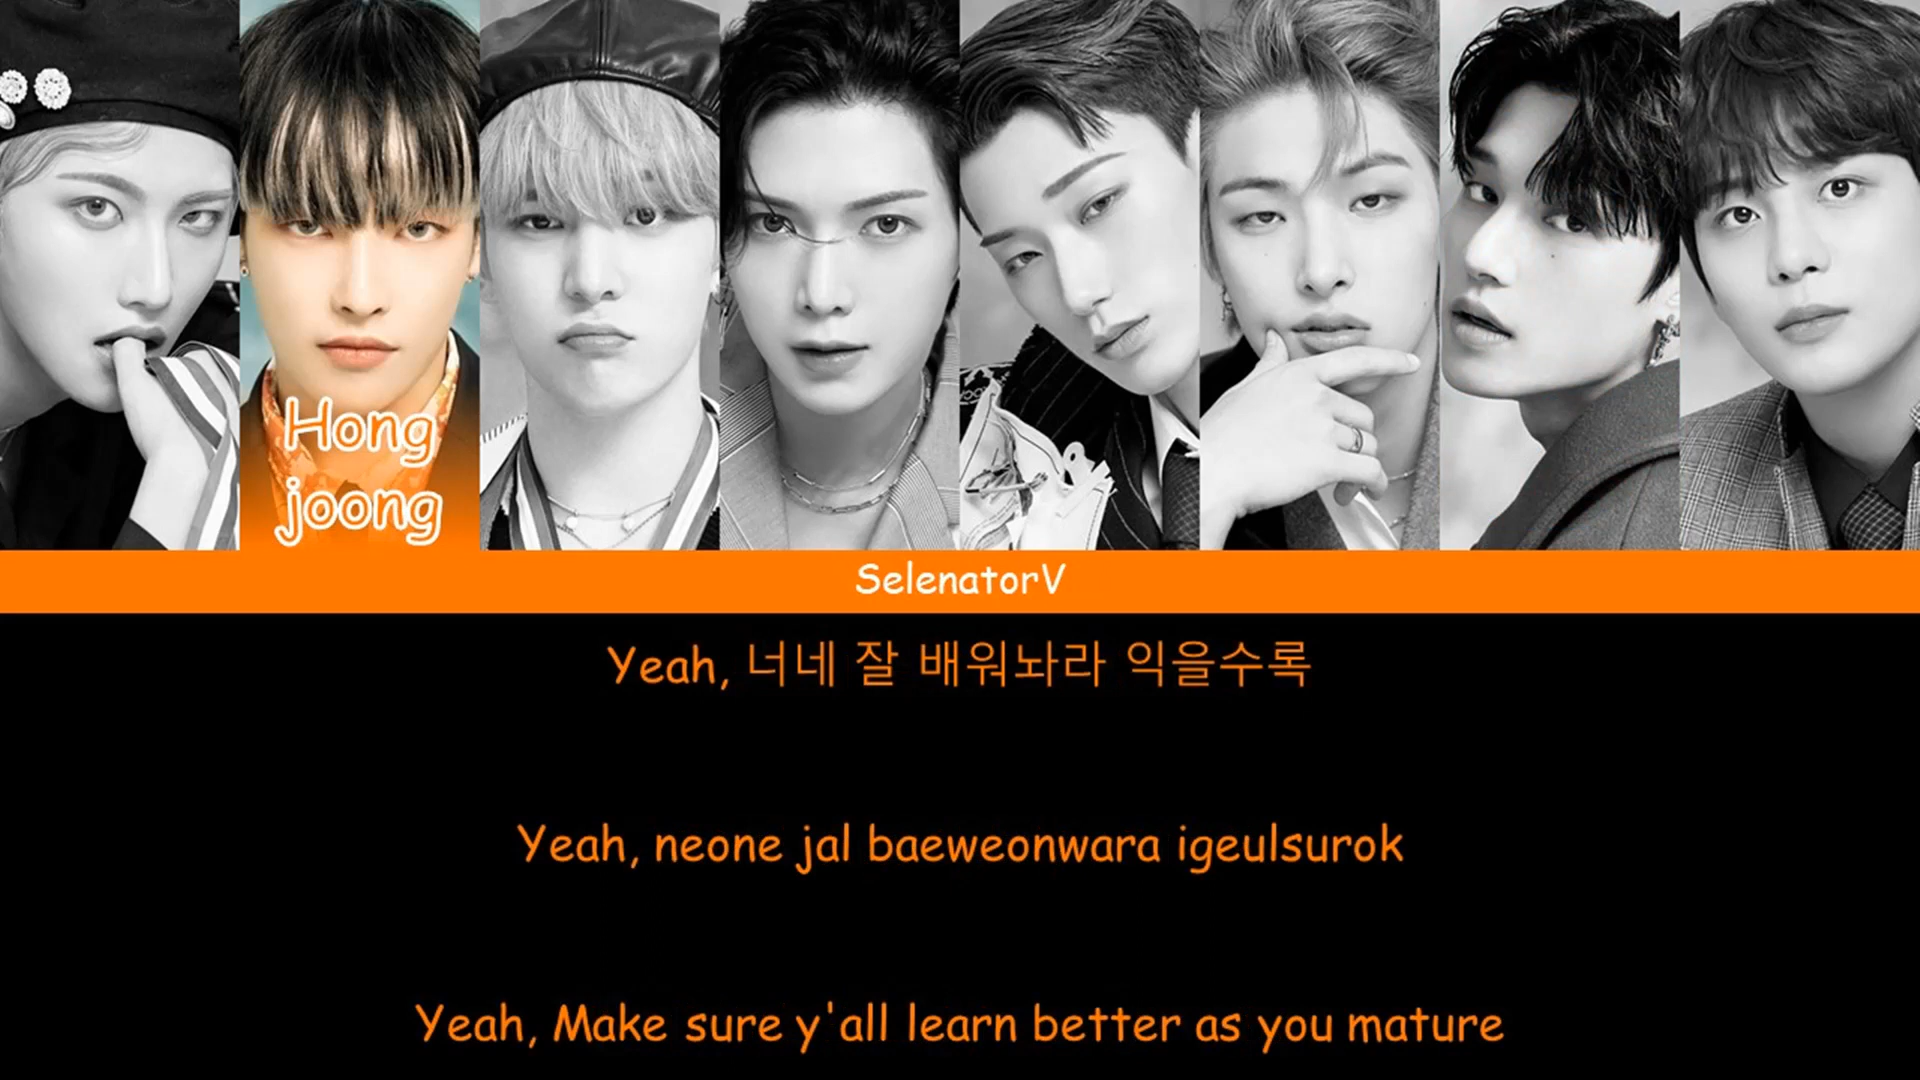 Hong
joong
SelenatorV
Yeah, 너네 잘 배워놔라 익을수록
Yeah, neone jal baeweonwara igeulsurok
Yeah, Make sure y'all learn better as you mature